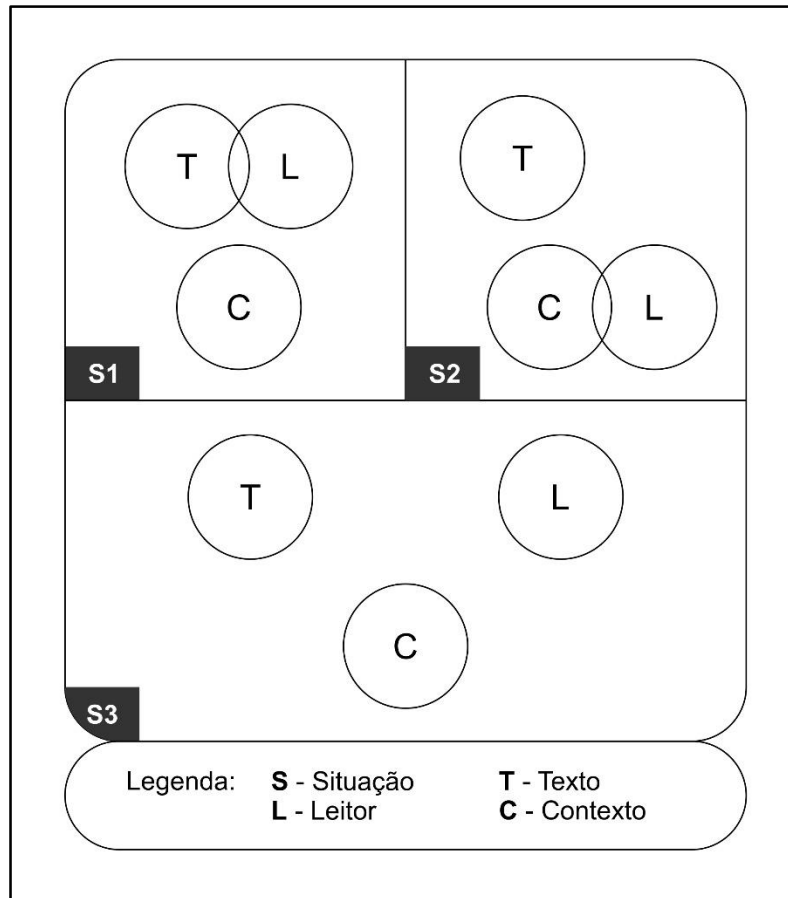 T L
C
S1
T
C L
S2
T L
C
S3
Legenda: S - Situação T - Texto
L - Leitor C - Contexto